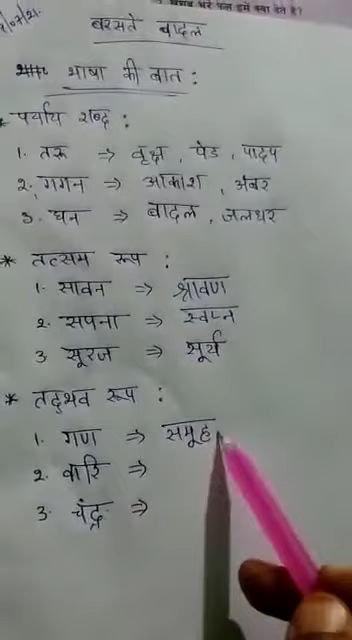 बरसते बादल
भाषा की बात :
* पर्याय शब्द :
1. तरू ⇒ वृक्ष, पेड, पादप
2. गगन ⇒ आकाश, अंबर
3. घन ⇒ बादल, जलधर
* तत्सम रूप :
1. सावन ⇒ श्रावण
2. सपना ⇒ स्वप्न
3 सूरज ⇒ सूर्य
* तद्भव रूप :
1. गण ⇒ समूह
2. वारि ⇒
3. चंद्र ⇒